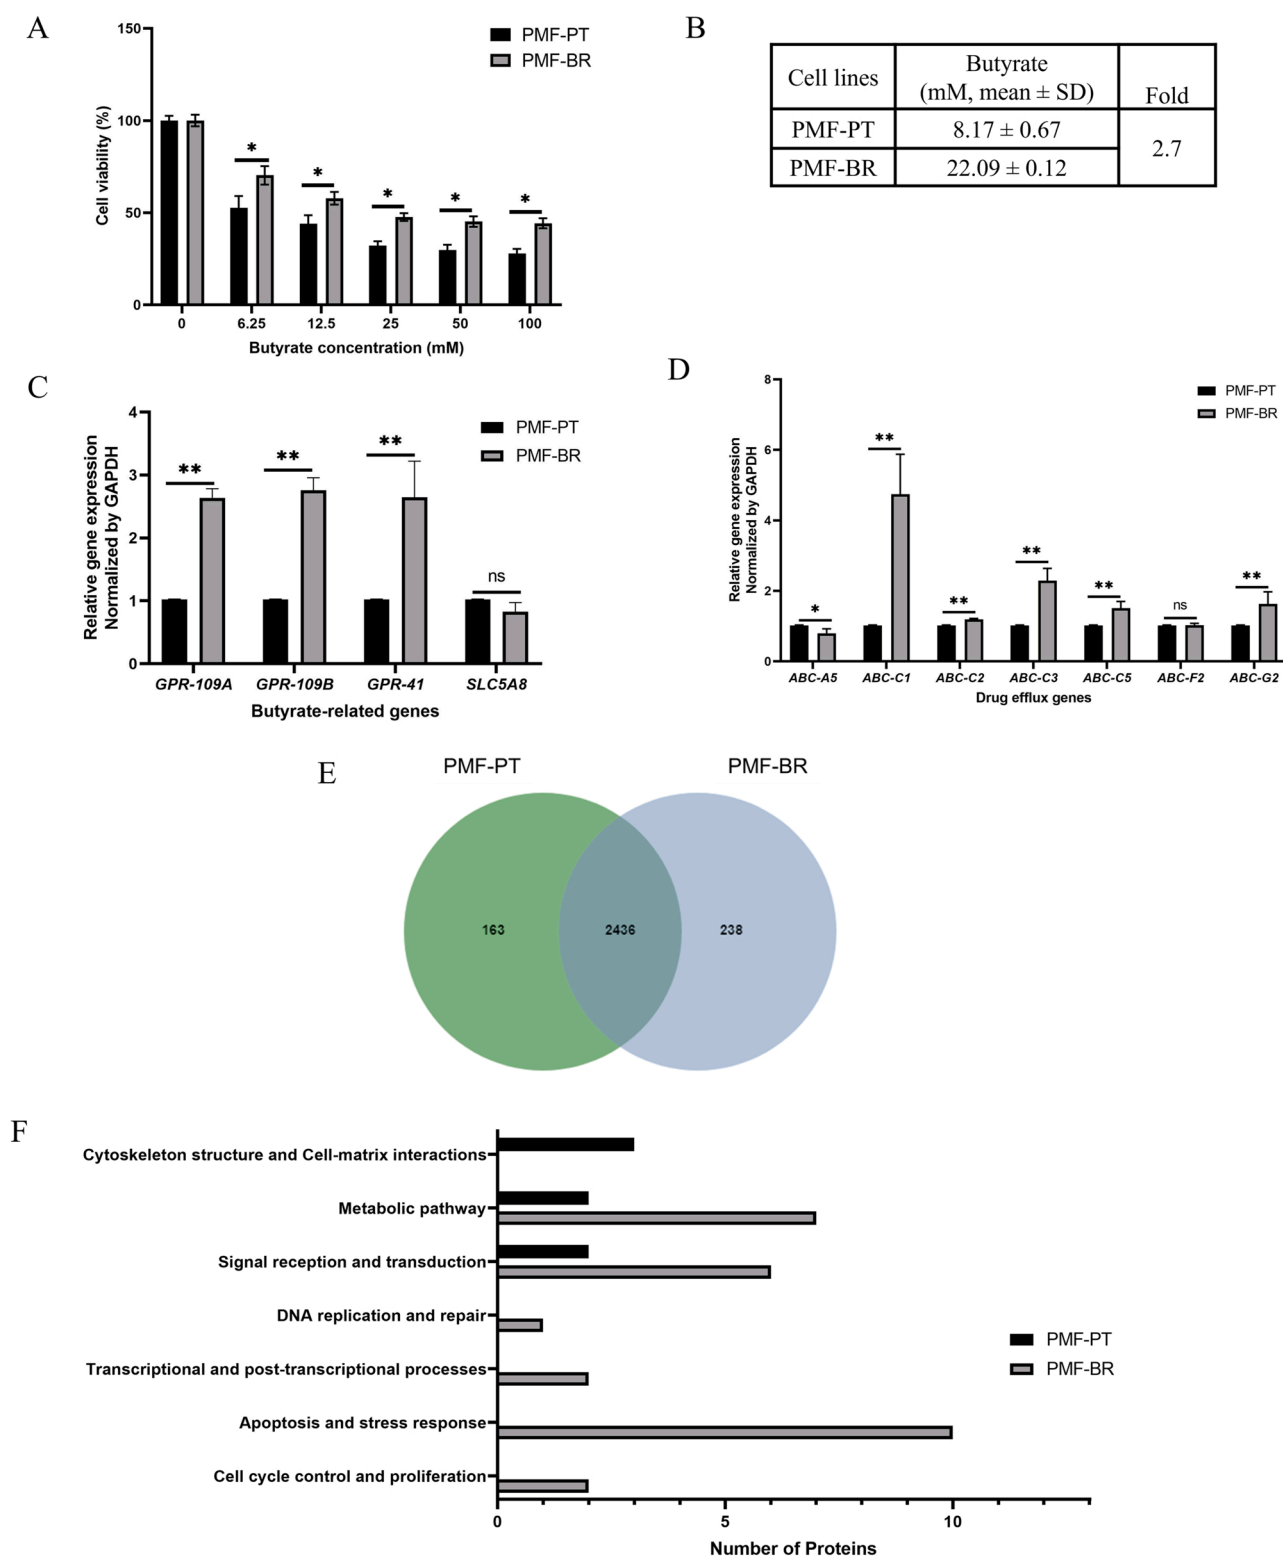 A
PMF-PT
PMF-BR
150
100
50
0
Cell viability (%)
*
*
*
*
*
0 6.25 12.5 25 50 100
Butyrate concentration (mM)
B
Cell lines
Butyrate
(mM, mean ± SD)
Fold
PMF-PT
8.17 ± 0.67
2.7
PMF-BR
22.09 ± 0.12
C
PMF-PT
PMF-BR
4
3
2
1
0
Relative gene expression
Normalized by GAPDH
**
**
**
ns
GPR-109A GPR-109B GPR-41 SLC5A8
Butyrate-related genes
D
PMF-PT
PMF-BR
8
6
4
2
0
Relative gene expression
Normalized by GAPDH
*
**
**
**
**
ns
**
ABC-A5 ABC-C1 ABC-C2 ABC-C3 ABC-C5 ABC-F2 ABC-G2
Drug efflux genes
E
PMF-PT
PMF-BR
163
2436
238
F
Cytoskeleton structure and Cell-matrix interactions
Metabolic pathway
Signal reception and transduction
DNA replication and repair
Transcriptional and post-transcriptional processes
Apoptosis and stress response
Cell cycle control and proliferation
PMF-PT
PMF-BR
0 5 10
Number of Proteins